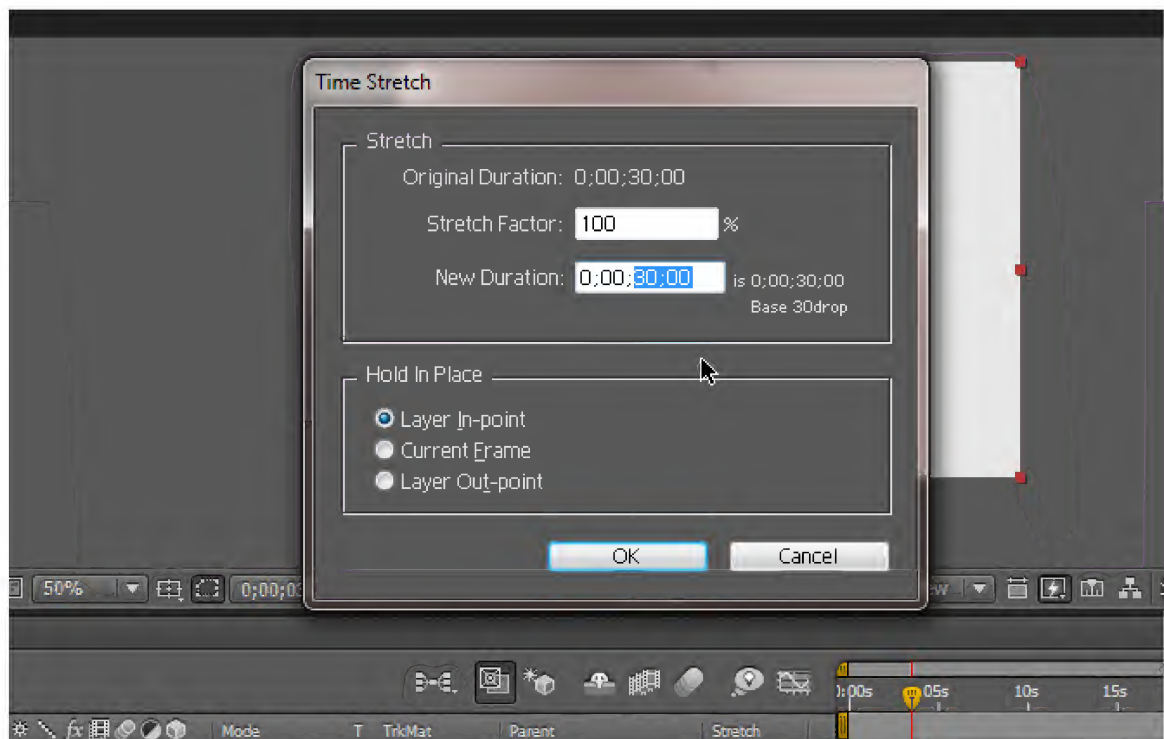 Time Stretch
Stretch
Original Duration: 0;00;30;00
Stretch Factor: 100 %
New Duration: 0;00;30;00 is 0;00;30;00
Base 30drop
Hold In Place
Layer In-point
Current Frame
Layer Out-point
OK Cancel
50%
:00s 05s 10s 15s
fx Mode T TrkMat Parent Stretch